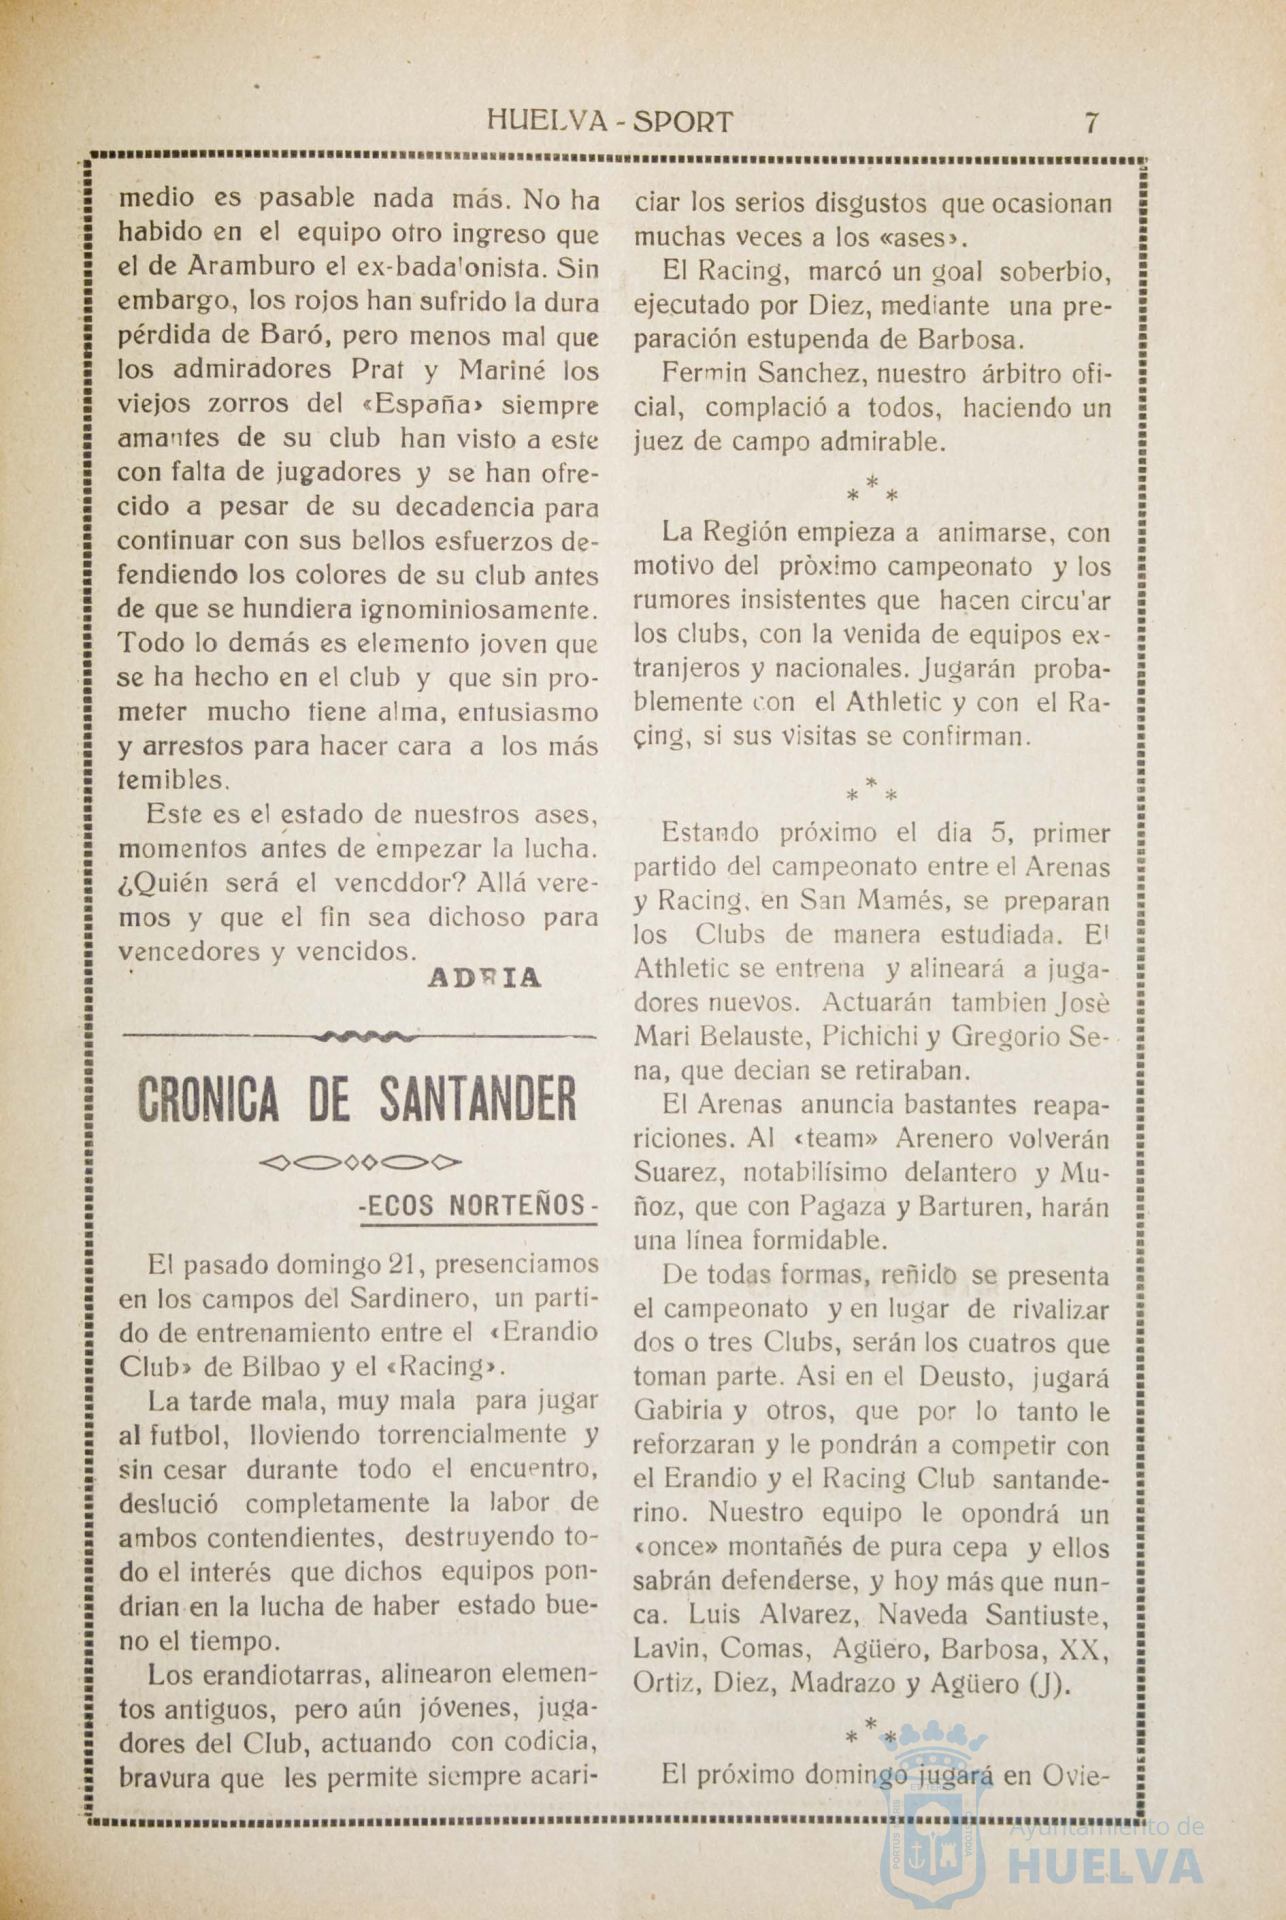 HUELVA - SPORT
7
medio es pasable nada más. No ha
habido en el equipo otro ingreso que
el de Aramburo el ex-bada'onista. Sin
embargo, los rojos han sufrido la dura
pérdida de Baró, pero menos mal que
los admiradores Prat y Mariné los
viejos zorros del «España» siempre
amantes de su club han visto a este
con falta de jugadores y se han ofre-
cido a pesar de su decadencia para
continuar con sus bellos esfuerzos de-
fendiendo los colores de su club antes
de que se hundiera ignominiosamente.
Todo lo demás es elemento joven que
se ha hecho en el club y que sin pro-
meter mucho tiene alma, entusiasmo
y arrestos para hacer cara a los más
temibles.
Este es el estado de nuestros ases,
momentos antes de empezar la lucha.
¿Quién será el vencddor? Allá vere-
mos y que el fin sea dichoso para
vencedores y vencidos.
ADRIA
CRONICA DE SANTANDER
-ECOS NORTEÑOS-
El pasado domingo 21, presenciamos
en los campos del Sardinero, un parti-
do de entrenamiento entre el «Erandio
Club» de Bilbao y el «Racing».
La tarde mala, muy mala para jugar
al futbol, lloviendo torrencialmente y
sin cesar durante todo el encuentro,
deslució completamente la labor de
ambos contendientes, destruyendo to-
do el interés que dichos equipos pon-
drian en la lucha de haber estado bue-
no el tiempo.
Los erandiotarras, alinearon elemen-
tos antiguos, pero aún jóvenes, juga-
dores del Club, actuando con codicia,
bravura que les permite siempre acari-
ciar los serios disgustos que ocasionan
muchas veces a los «ases».
El Racing, marcó un goal soberbio,
ejecutado por Diez, mediante una pre-
paración estupenda de Barbosa.
Fermin Sanchez, nuestro árbitro ofi-
cial, complació a todos, haciendo un
juez de campo admirable.
* * *
La Región empieza a animarse, con
motivo del pròximo campeonato y los
rumores insistentes que hacen circu'ar
los clubs, con la venida de equipos ex-
tranjeros y nacionales. Jugarán proba-
blemente con el Athletic y con el Ra-
çing, si sus visitas se confirman.
* * *
Estando próximo el dia 5, primer
partido del campeonato entre el Arenas
y Racing, en San Mamés, se preparan
los Clubs de manera estudiada. El
Athletic se entrena y alineará a juga-
dores nuevos. Actuarán tambien Josè
Mari Belauste, Pichichi y Gregorio Se-
na, que decian se retiraban.
El Arenas anuncia bastantes reapa-
riciones. Al «team» Arenero volverán
Suarez, notabilísimo delantero y Mu-
ñoz, que con Pagaza y Barturen, harán
una línea formidable.
De todas formas, reñido se presenta
el campeonato y en lugar de rivalizar
dos o tres Clubs, serán los cuatros que
toman parte. Asi en el Deusto, jugará
Gabiria y otros, que por lo tanto le
reforzaran y le pondrán a competir con
el Erandio y el Racing Club santande-
rino. Nuestro equipo le opondrá un
«once» montañés de pura cepa y ellos
sabrán defenderse, y hoy más que nun-
ca. Luis Alvarez, Naveda Santiuste,
Lavin, Comas, Agüero, Barbosa, XX,
Ortiz, Diez, Madrazo y Agüero (J).
* * *
El próximo domingo jugará en Ovie-
Ayuntamiento de
HUELVA